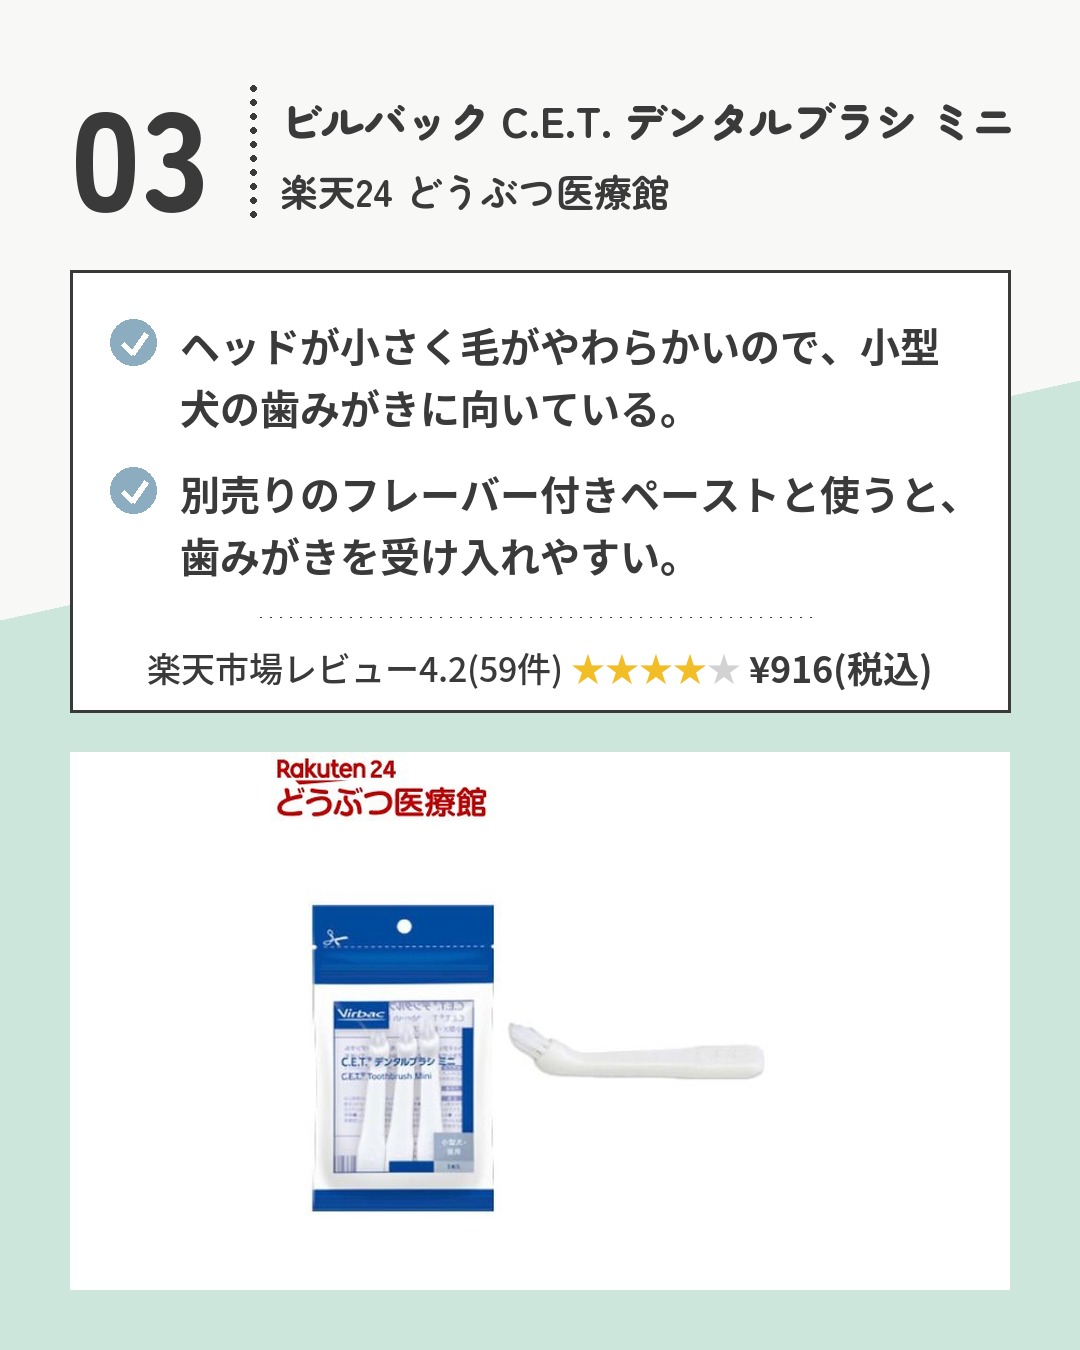 03
ビルバック C.E.T. デンタルブラシ ミニ
楽天24 どうぶつ医療館
ヘッドが小さく毛がやわらかいので、小型
犬の歯みがきに向いている。
別売りのフレーバー付きペーストと使うと、
歯みがきを受け入れやすい。
楽天市場レビュー4.2(59件) ★★★★★ ¥916(税込)
Rakuten 24
どうぶつ医療館
Virbac
C.E.T.® デンタルブラシ ミニ
C.E.T.® Toothbrush Mini
小型犬・
猫用